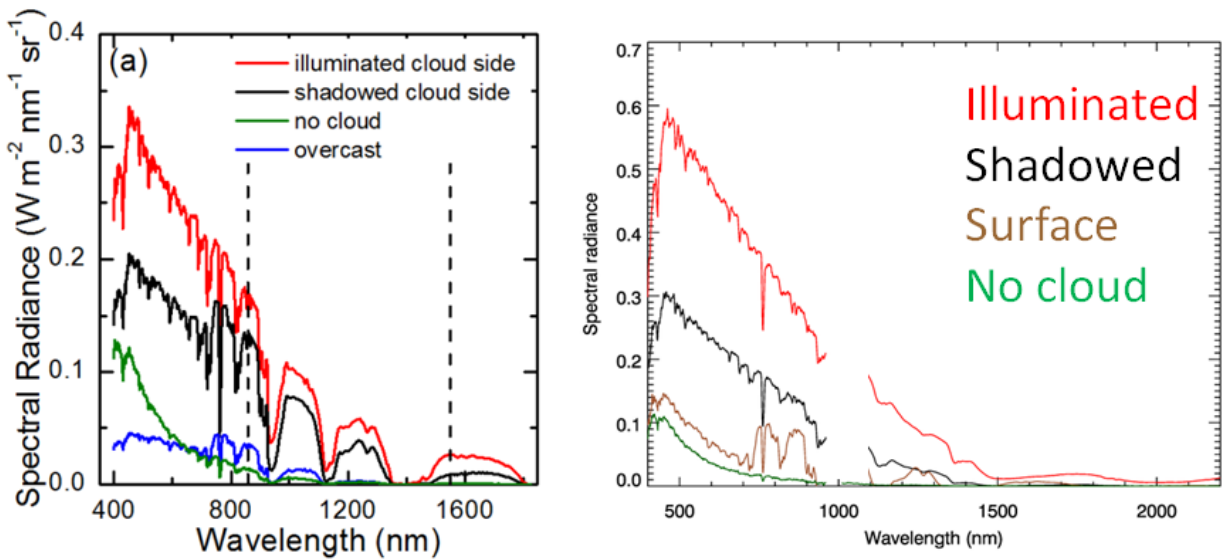 (a)
illuminated cloud side
shadowed cloud side
no cloud
overcast
Spectral Radiance (W m⁻² nm⁻¹ sr⁻¹)
0.4
0.3
0.2
0.1
0.0
400 800 1200 1600
Wavelength (nm)
Illuminated
Shadowed
Surface
No cloud
Spectral radiance
0.7
0.6
0.5
0.4
0.3
0.2
0.1
0.0
500 1000 1500 2000
Wavelength (nm)